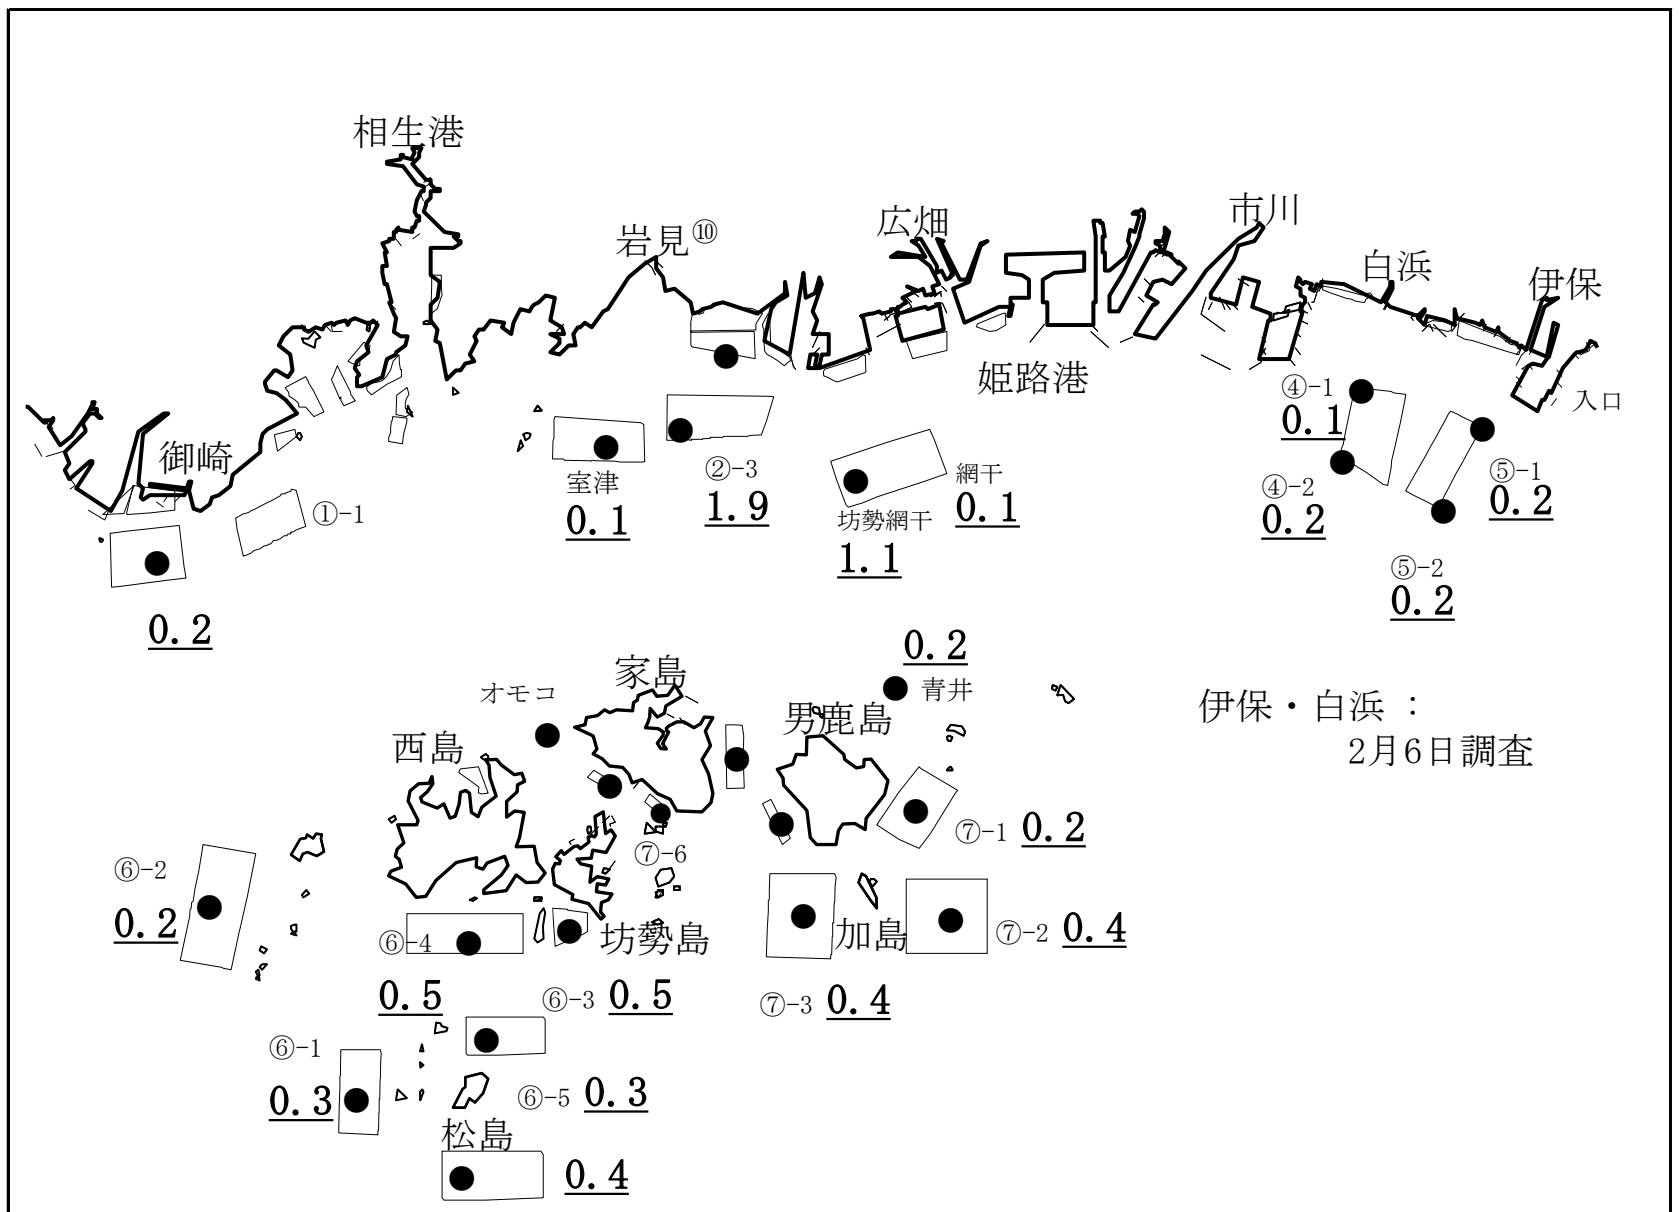 相生港
市川
広畑
岩見⑩
白浜
伊保
姫路港
④-1
入口
0.1
御崎
②-3
網干
⑤-1
室津
④-2
0.2
①-1
0.1
1.9
坊勢網干
0.1
0.2
1.1
⑤-2
0.2
0.2
0.2
家島
オモコ
青井
男鹿島
伊保・白浜 :
2月6日調査
西島
⑦-1 0.2
⑦-6
⑥-2
0.2
⑥-4
坊勢島
加島
⑦-2 0.4
0.5
⑥-3 0.5
⑦-3 0.4
⑥-1
0.3
⑥-5 0.3
松島
0.4